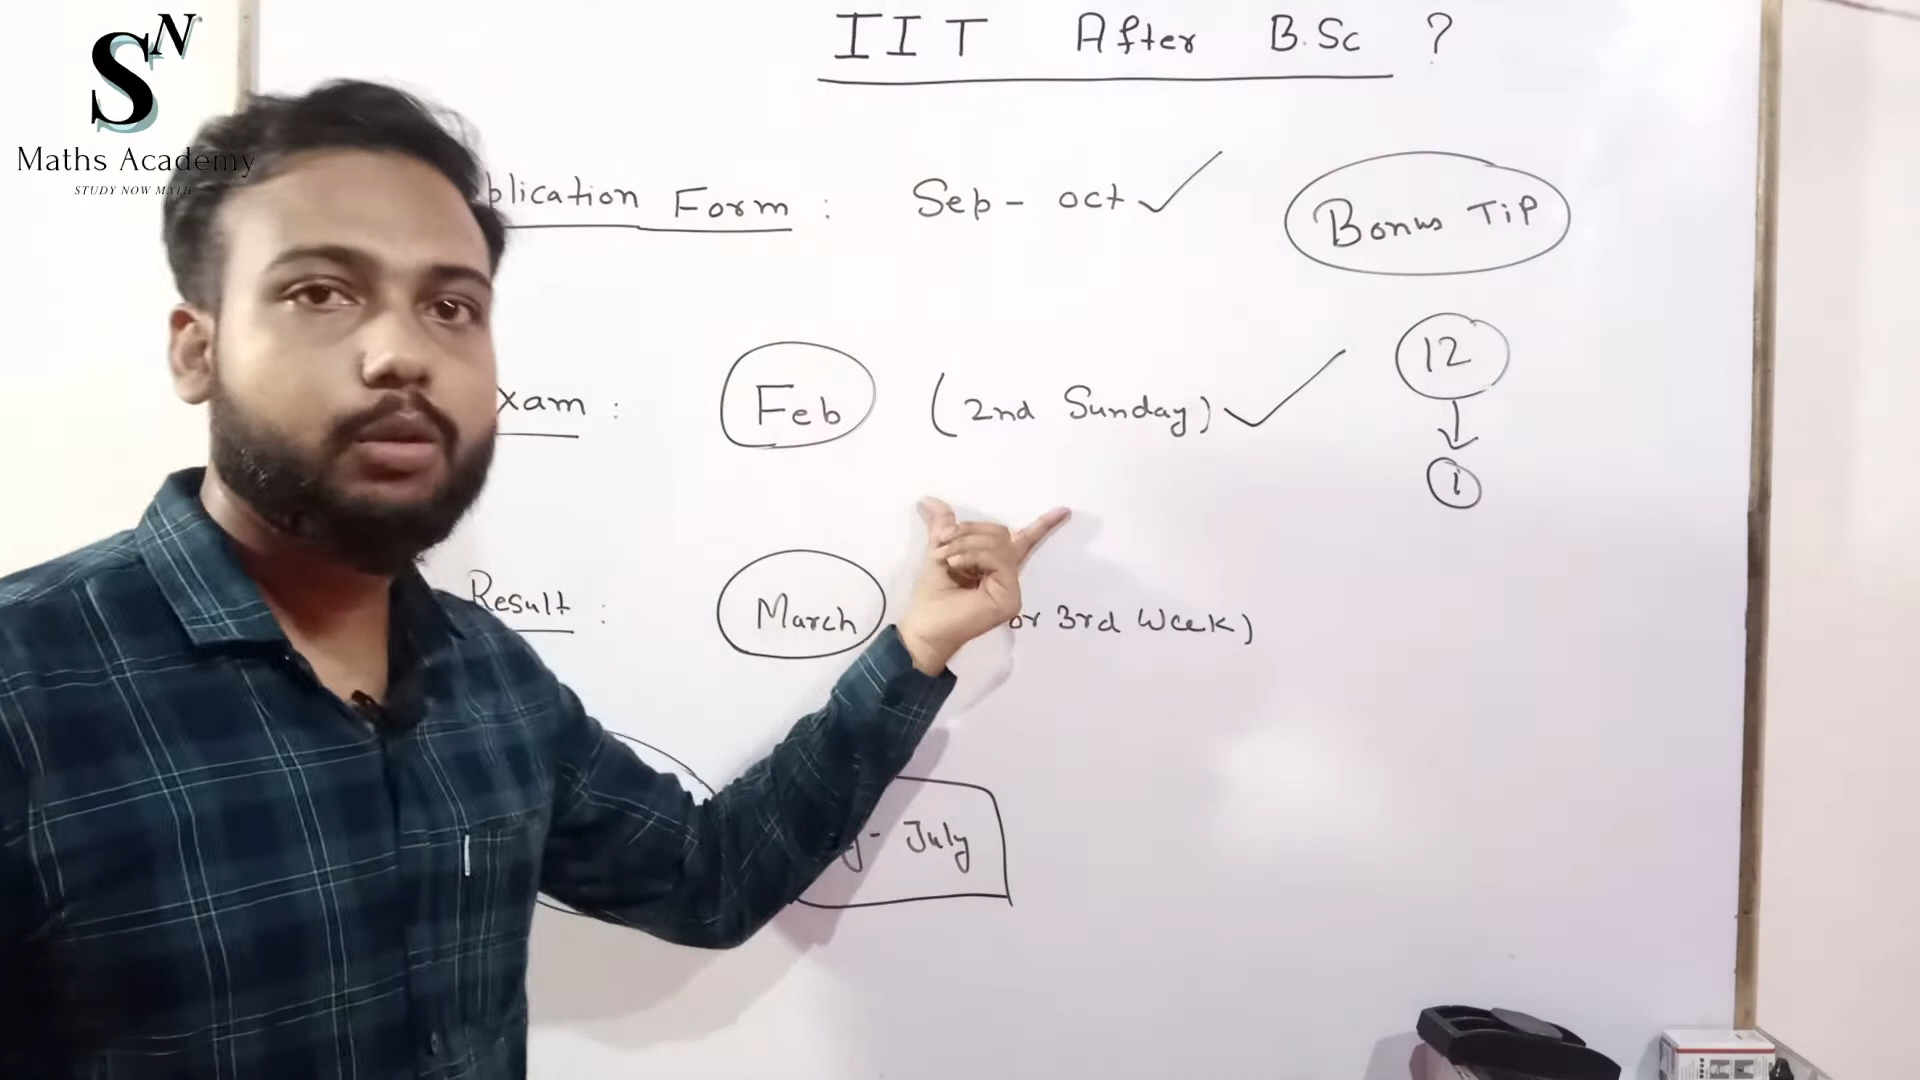 SN
Maths Academy
STUDY NOW MATH
IIT After B.Sc ?
plication Form : Sep - oct ✓
Bonus Tip
12
xam : Feb (2nd Sunday) ✓
1
Result : March or 3rd Week)
y - July